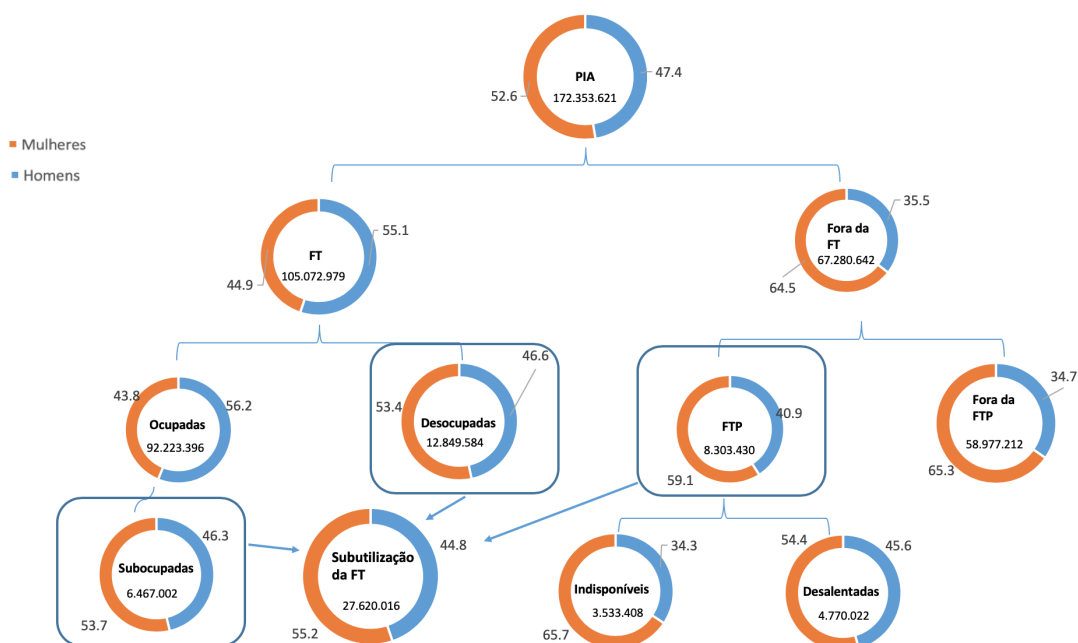 PIA
172.353.621
47.4
52.6
Mulheres
Homens
FT
105.072.979
55.1
44.9
Fora da
FT
67.280.642
35.5
64.5
Ocupadas
92.223.396
43.8
56.2
Desocupadas
12.849.584
46.6
53.4
FTP
8.303.430
40.9
59.1
Fora da
FTP
58.977.212
34.7
65.3
Subocupadas
6.467.002
46.3
53.7
Subutilização
da FT
27.620.016
44.8
55.2
Indisponíveis
3.533.408
34.3
65.7
Desalentadas
4.770.022
54.4
45.6